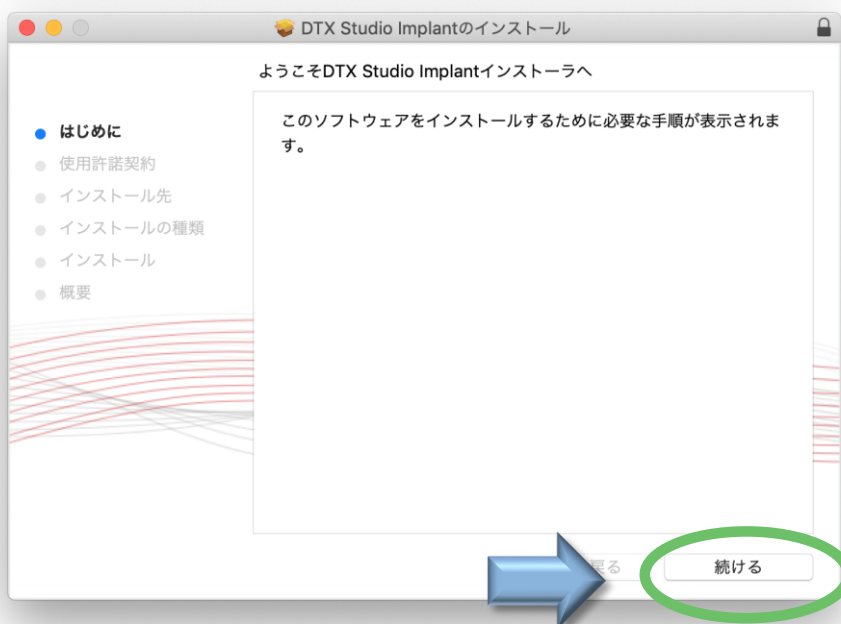 DTX Studio Implantのインストール
ようこそDTX Studio Implantインストーラへ
はじめに
使用許諾契約
インストール先
インストールの種類
インストール
概要
このソフトウェアをインストールするために必要な手順が表示されま
す。
戻る
続ける